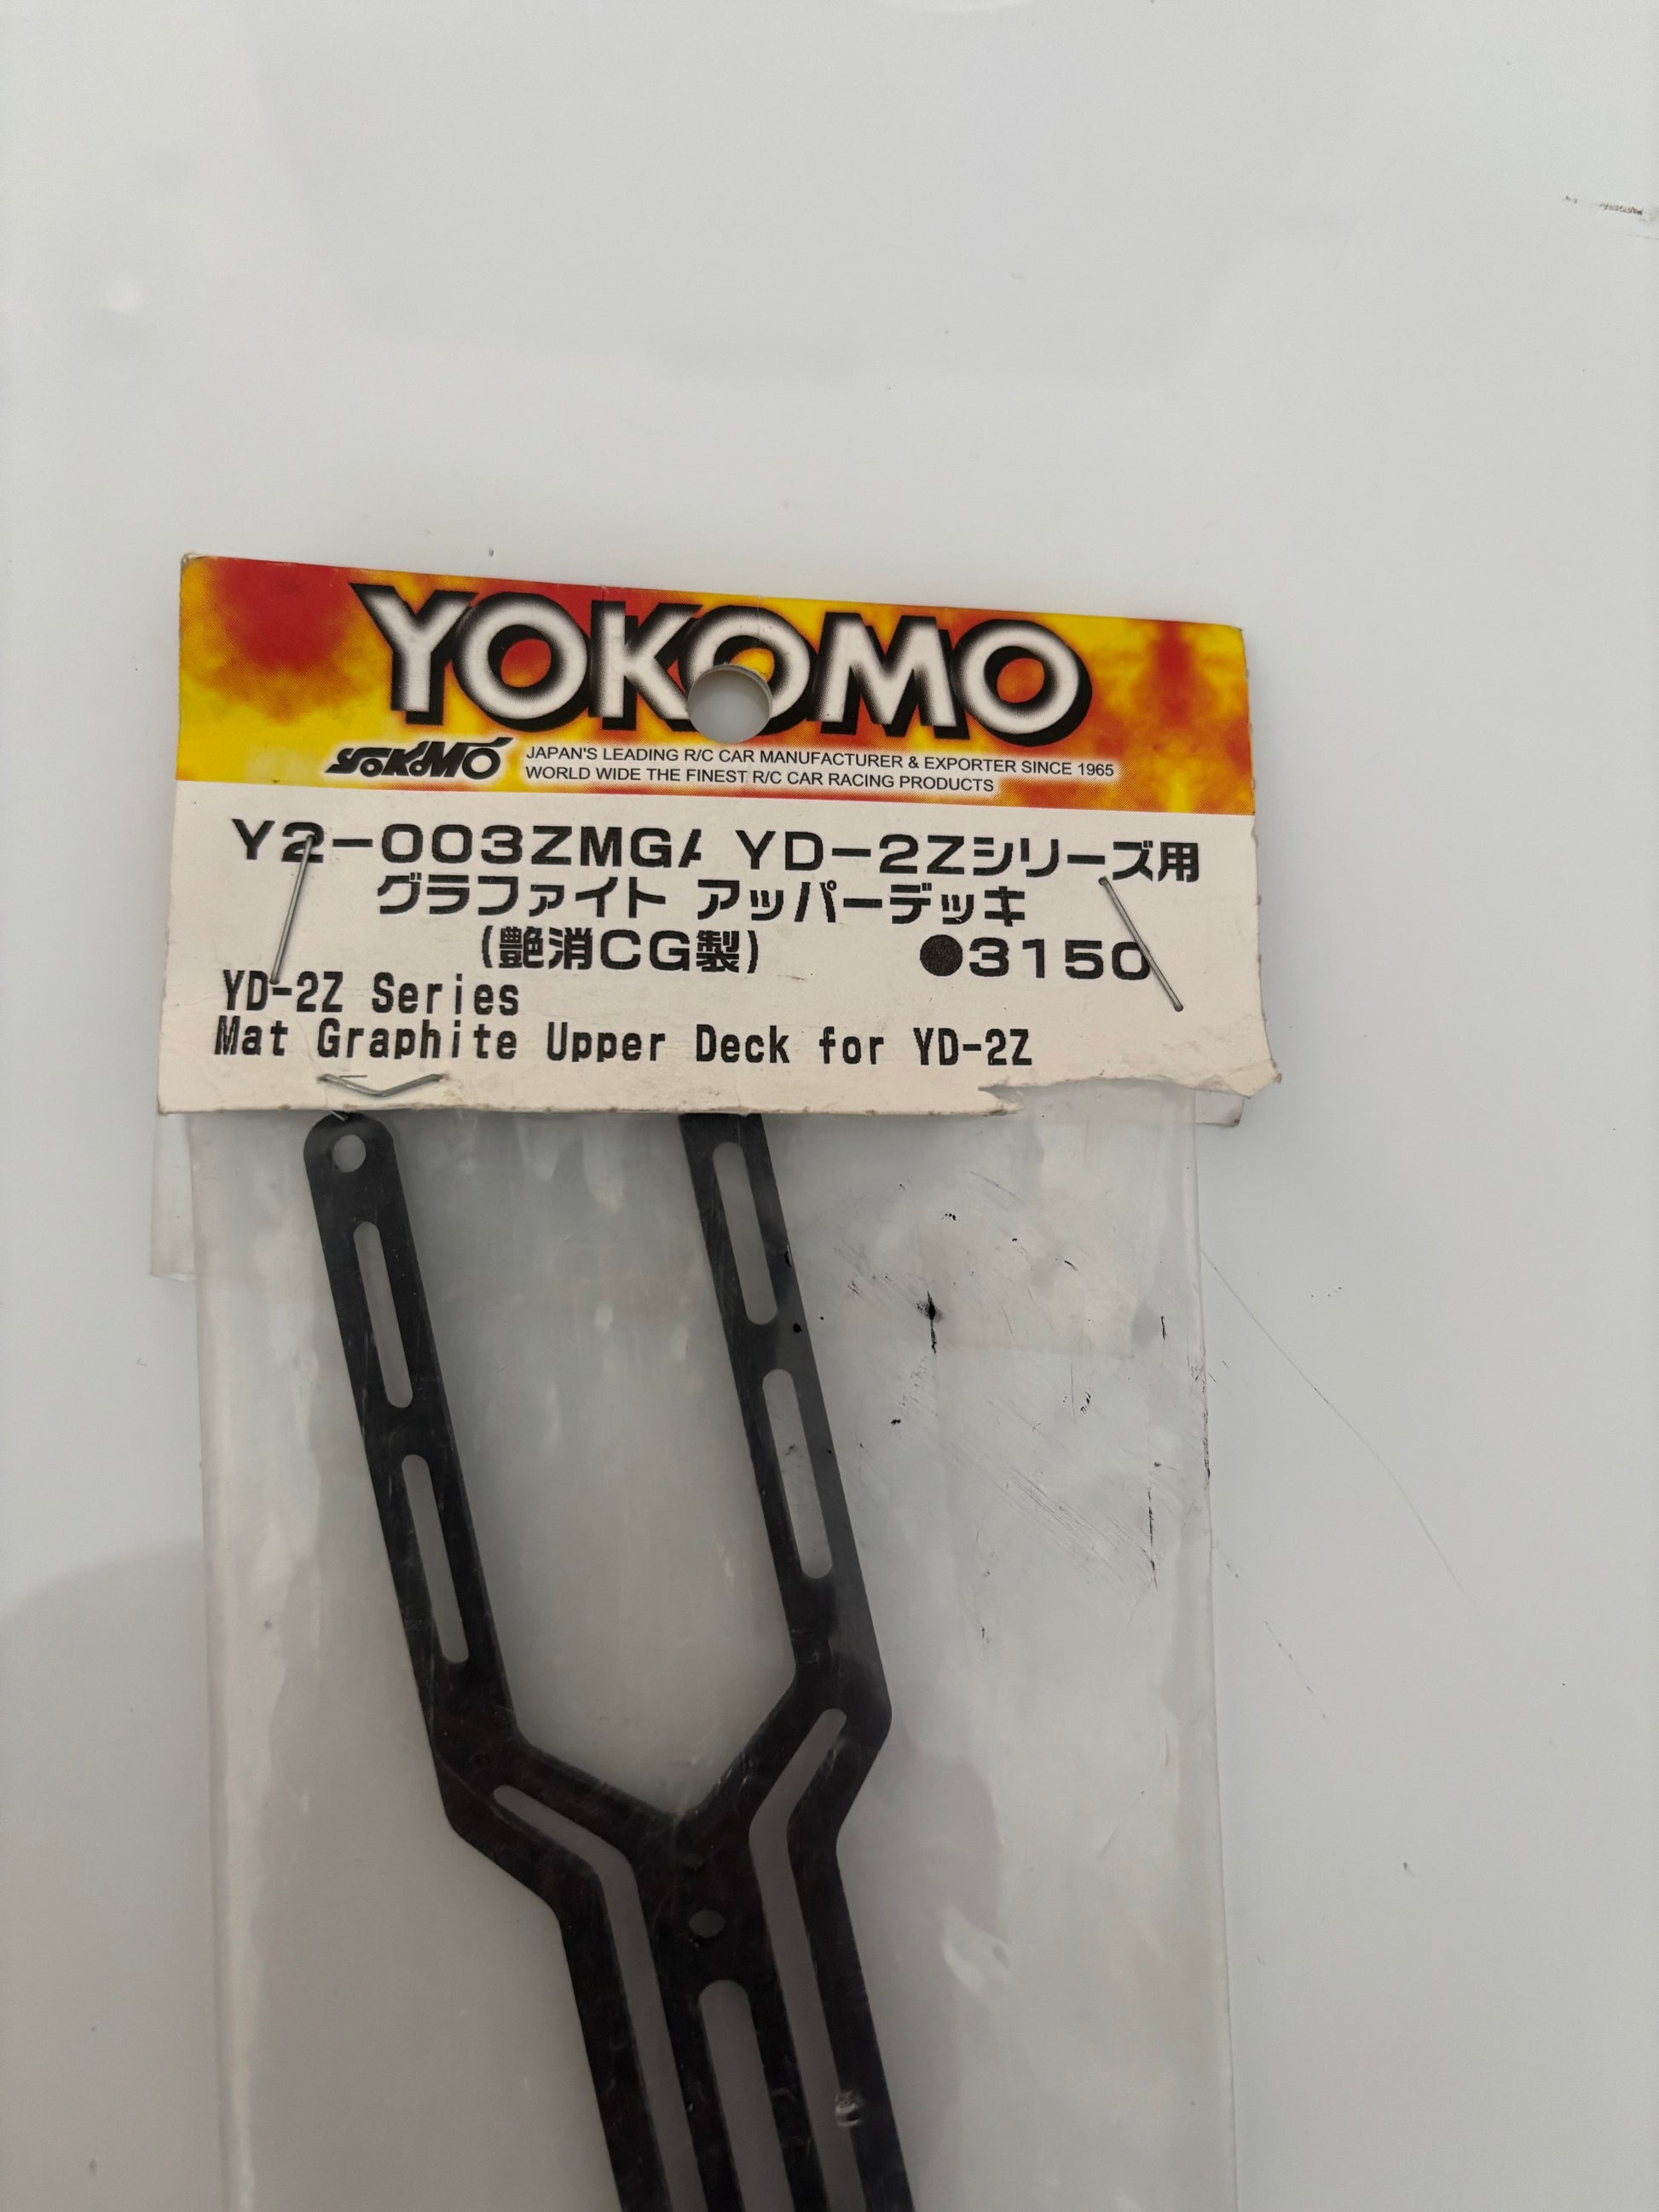 YOKOMO
YOKOMO JAPAN'S LEADING R/C CAR MANUFACTURER & EXPORTER SINCE 1965
WORLD WIDE THE FINEST R/C CAR RACING PRODUCTS
Y2-003ZMGA YD-2Zシリーズ用
グラファイト アッパーデッキ
(艶消CG製) ●3150
YD-2Z Series
Mat Graphite Upper Deck for YD-2Z